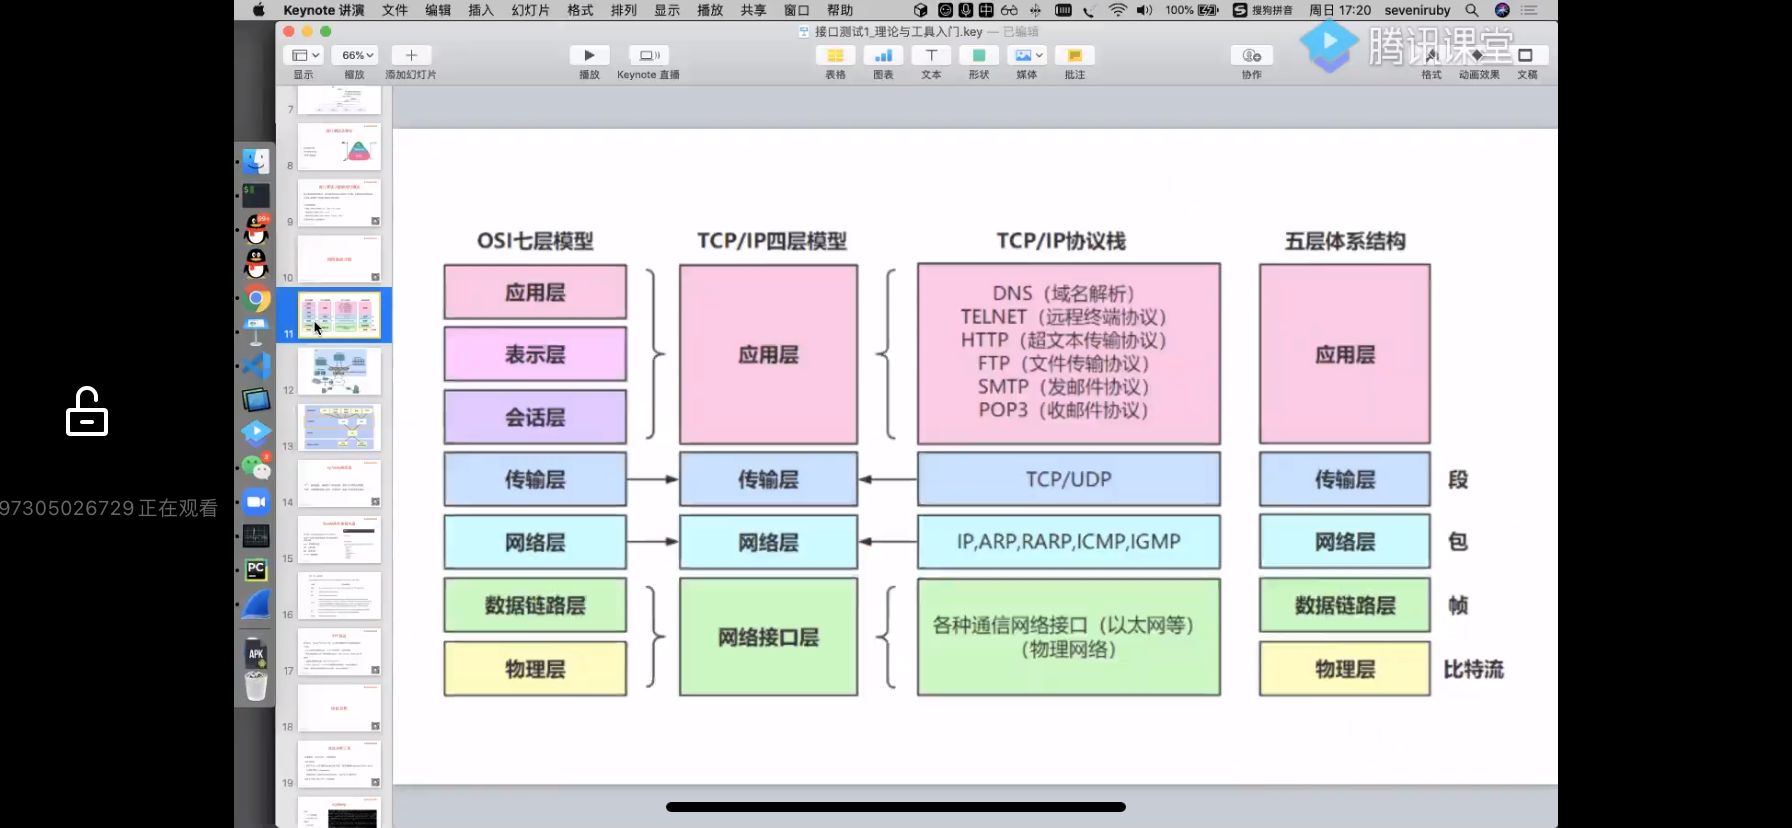 Keynote 讲演 文件 编辑 插入 幻灯片 格式 排列 显示 播放 共享 窗口 帮助 100% 搜狗拼音 周日 17:20 seveniruby
接口测试1_理论与工具入门.key — 已编辑
腾讯课堂
66%
显示 缩放 添加幻灯片 播放 Keynote 直播 表格 图表 文本 形状 媒体 批注 协作 格式 动画效果 文稿
7
8
9
10
11
12
13
14
15
16
17
18
19
99+
3
PC
APK
97305026729 正在观看
OSI七层模型 TCP/IP四层模型 TCP/IP协议栈 五层体系结构
应用层
表示层
会话层
传输层
网络层
数据链路层
物理层
应用层
传输层
网络层
网络接口层
DNS（域名解析）
TELNET（远程终端协议）
HTTP（超文本传输协议）
FTP（文件传输协议）
SMTP（发邮件协议）
POP3（收邮件协议）
TCP/UDP
IP,ARP,RARP,ICMP,IGMP
各种通信网络接口（以太网等）
（物理网络）
应用层
传输层 段
网络层 包
数据链路层 帧
物理层 比特流